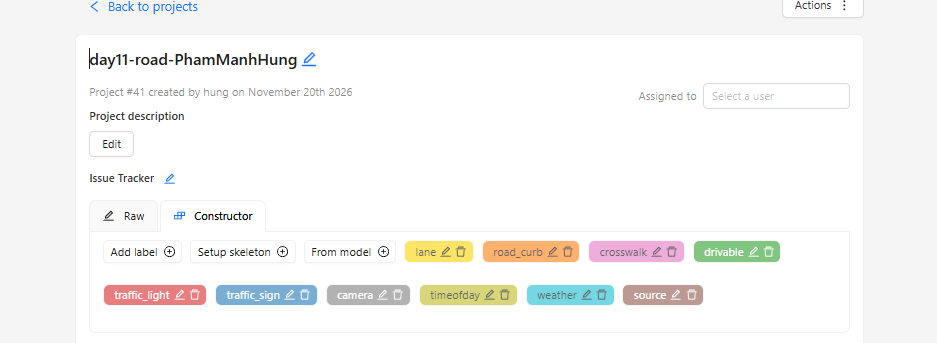 Back to projects
Actions
day11-road-PhamManhHung
Project #41 created by hung on November 20th 2026
Assigned to
Select a user
Project description
Edit
Issue Tracker
Raw
Constructor
Add label
Setup skeleton
From model
lane
road_curb
crosswalk
drivable
traffic_light
traffic_sign
camera
timeofday
weather
source